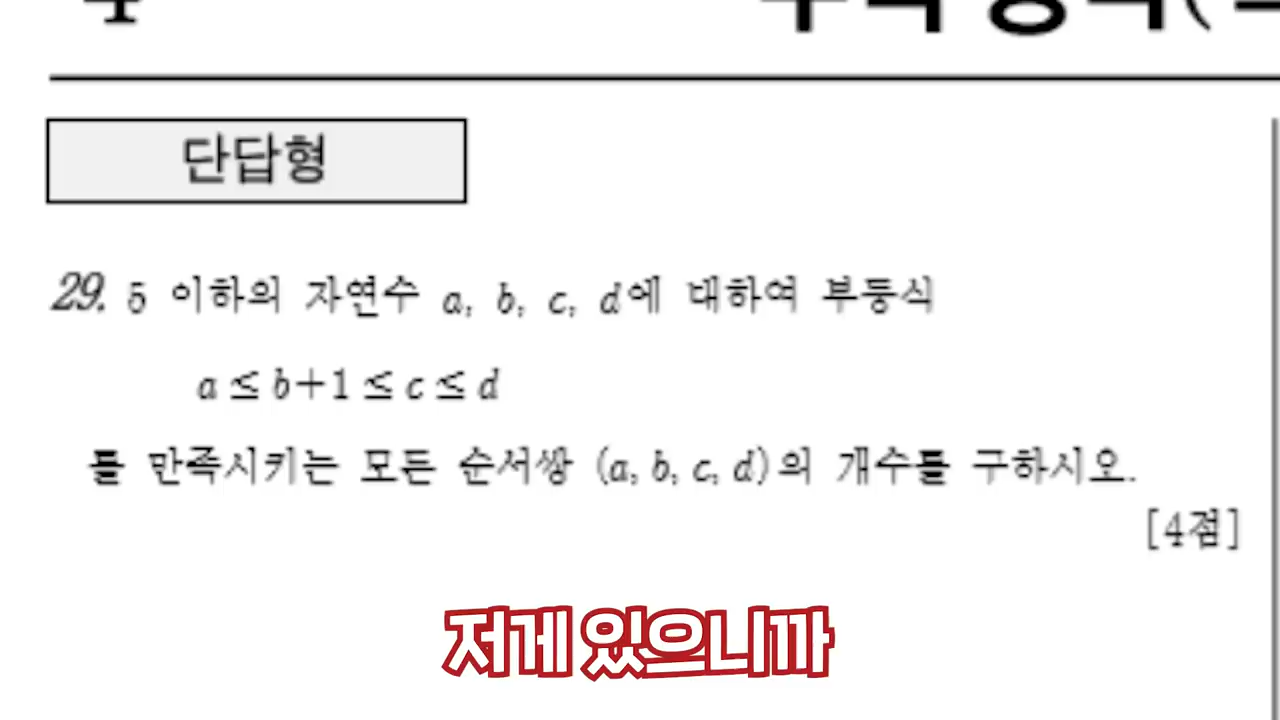 단답형
29. 5 이하의 자연수 a, b, c, d에 대하여 부등식
a ≤ b+1 ≤ c ≤ d
를 만족시키는 모든 순서쌍 (a, b, c, d)의 개수를 구하시오.
[4점]
저게 있으니까